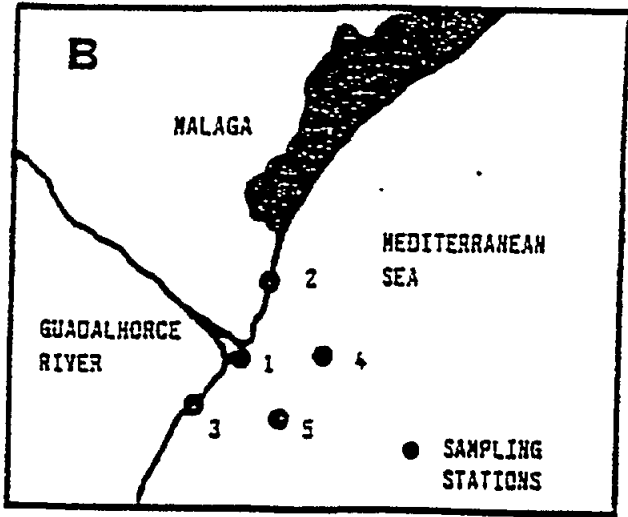 B
MALAGA
MEDITERRANEAN
SEA
2
GUADALHORCE
RIVER
1
4
3
5
SAMPLING
STATIONS